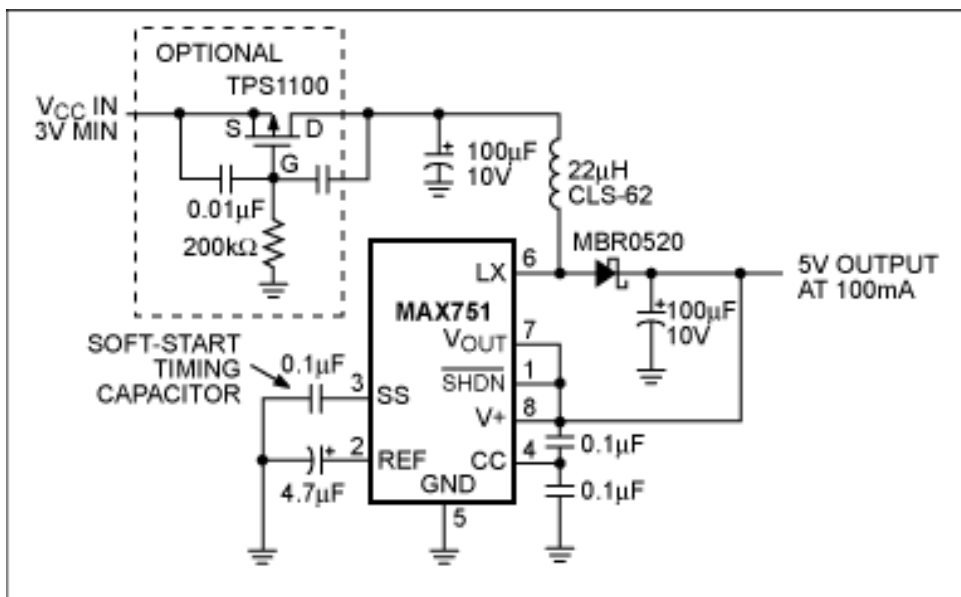 OPTIONAL
TPS1100
VCC IN
3V MIN
S
D
G
0.01µF
200kΩ
100µF
10V
22µH
CLS-62
MBR0520
5V OUTPUT
AT 100mA
100µF
10V
MAX751
LX
6
VOUT
7
SHDN
1
V+
8
CC
4
GND
5
SS
3
REF
2
SOFT-START
TIMING
CAPACITOR
0.1µF
4.7µF
0.1µF
0.1µF